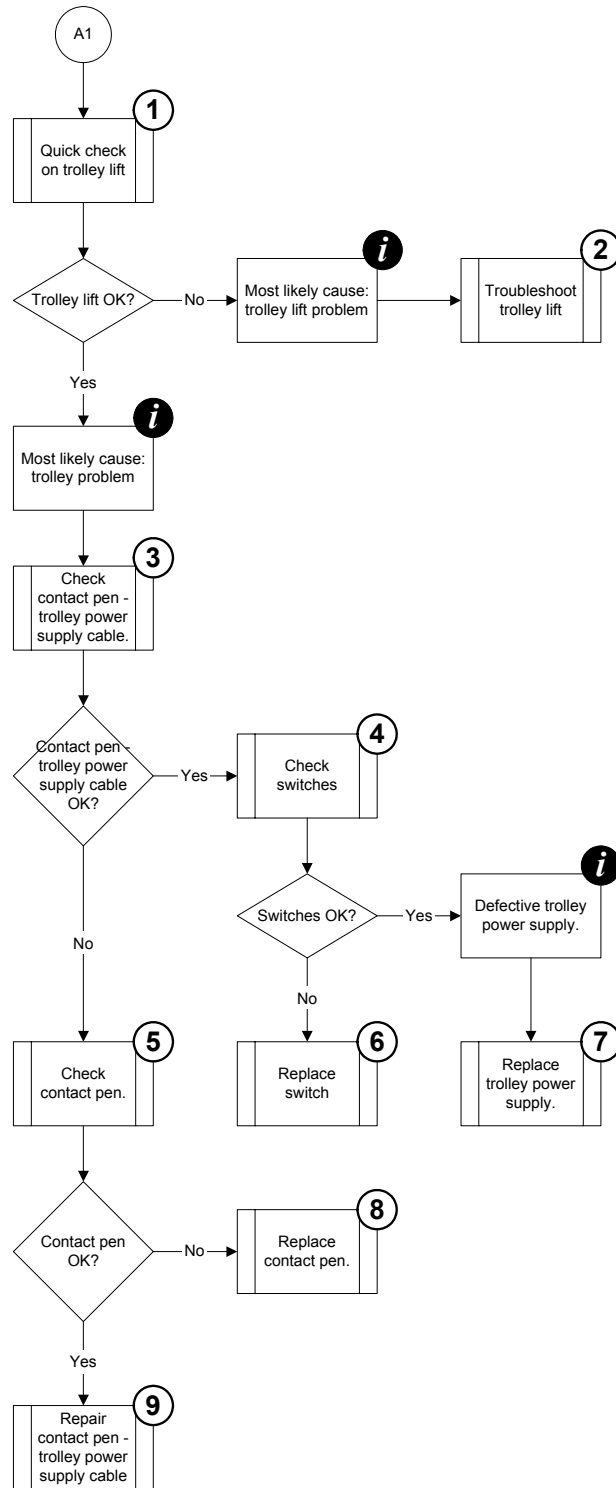 A1
1
Quick check
on trolley lift
Trolley lift OK?
No
i
Most likely cause:
trolley lift problem
2
Troubleshoot
trolley lift
Yes
i
Most likely cause:
trolley problem
3
Check
contact pen -
trolley power
supply cable.
Contact pen -
trolley power
supply cable
OK?
Yes
4
Check
switches
Switches OK?
Yes
i
Defective trolley
power supply.
No
No
5
Check
contact pen.
6
Replace
switch
7
Replace
trolley power
supply.
Contact pen
OK?
No
8
Replace
contact pen.
Yes
9
Repair
contact pen -
trolley power
supply cable